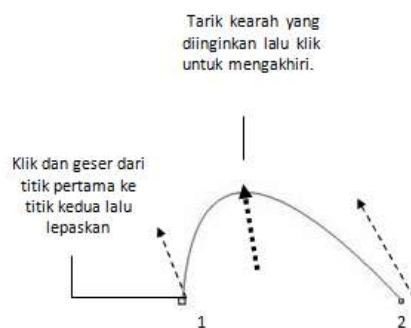 Tarik kearah yang
diinginkan lalu klik
untuk mengakhiri.
Klik dan geser dari
titik pertama ke
titik kedua lalu
lepaskan
1
2